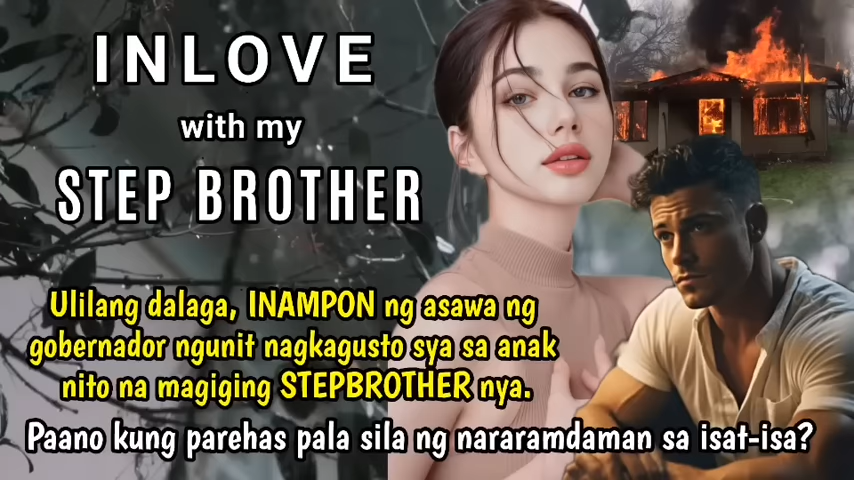 INLOVE
with my
STEP BROTHER
Ulilang dalaga, INAMPON ng asawa ng
gobernador ngunit nagkagusto sya sa anak
nito na magiging STEPBROTHER nya.
Paano kung parehas pala sila ng nararamdaman sa isat-isa?